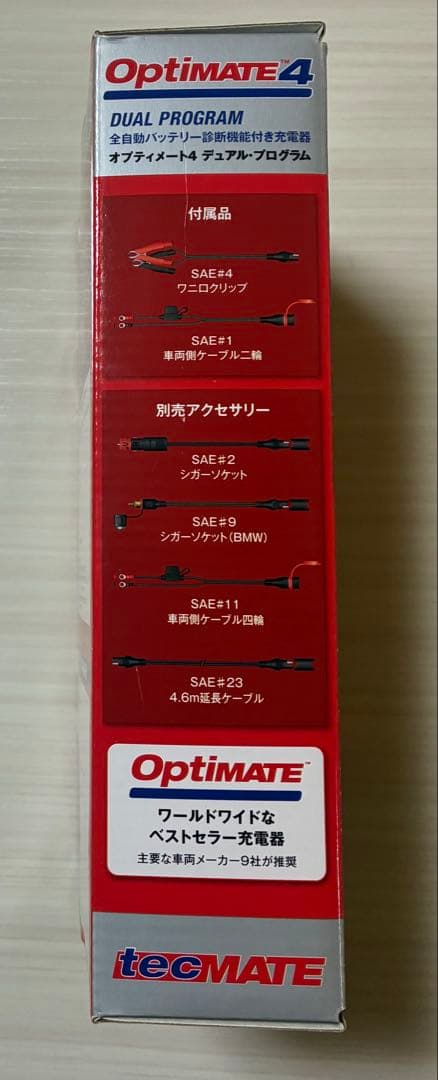 OptiMATE™4
DUAL PROGRAM
全自動バッテリー診断機能付き充電器
オプティメート4 デュアル・プログラム
付属品
SAE#4
ワニ口クリップ
SAE#1
車両側ケーブル二輪
別売アクセサリー
SAE#2
シガーソケット
SAE#9
シガーソケット(BMW)
SAE#11
車両側ケーブル四輪
SAE#23
4.6m延長ケーブル
OptiMATE™
ワールドワイドな
ベストセラー充電器
主要な車両メーカー9社が推奨
tecMATE